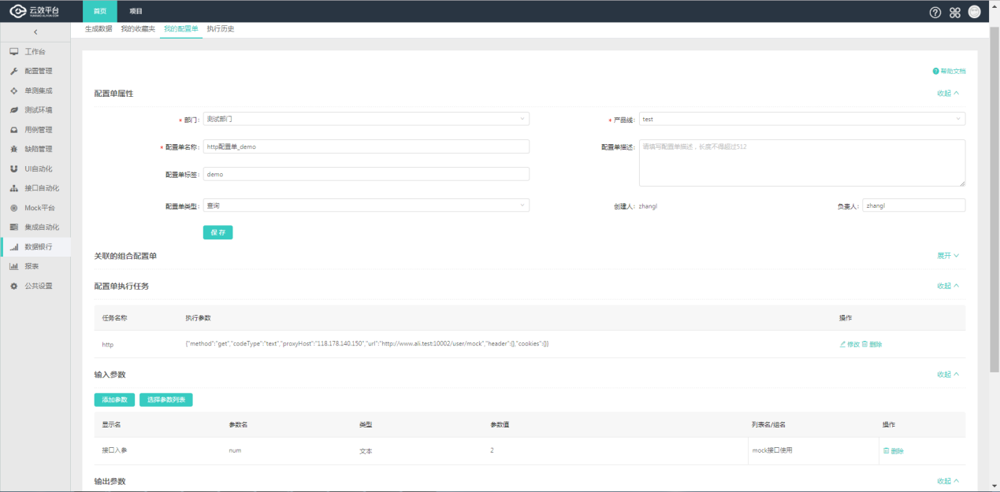 云效平台 首页 项目
YUNXIAO.ALIYUN.COM
生成数据 我的收藏夹 我的配置单 执行历史
工作台
配置管理
单测集成
测试环境
用例管理
缺陷管理
UI自动化
接口自动化
Mock平台
集成自动化
数据银行
报表
公共设置
帮助文档
配置单属性 收起
* 部门: 测试部门 * 产品线: test
* 配置单名称: http配置单_demo 配置单描述: 请填写配置单描述，长度不得超过512
配置单标签: demo
配置单类型: 查询 创建人: zhangl 负责人: zhangl
保存
关联的组合配置单 展开
配置单执行任务 收起
任务名称 执行参数 操作
http {"method":"get","codeType":"text","proxyHost":"118.178.140.150","url":"http://www.ali.test:10002/user/mock","header":{},"cookies":{}} 修改 删除
输入参数 收起
添加参数 选择参数列表
显示名 参数名 类型 参数值 列表名/组名 操作
接口入参 num 文本 2 mock接口使用 删除
输出参数 收起